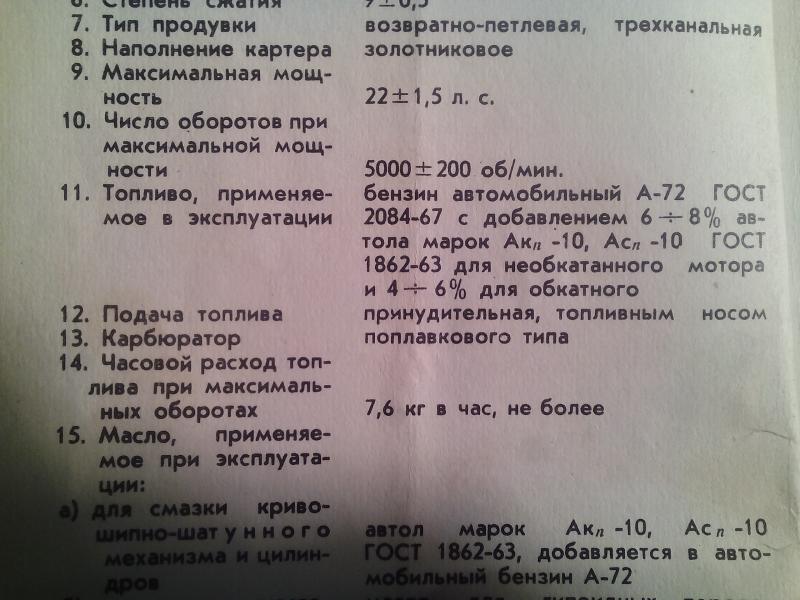 6. Степень сжатия 9±0,5
7. Тип продувки возвратно-петлевая, трехканальная
8. Наполнение картера золотниковое
9. Максимальная мощ-
ность 22±1,5 л. с.
10. Число оборотов при
максимальной мощ-
ности 5000±200 об/мин.
11. Топливо, применяе- бензин автомобильный А-72 ГОСТ
мое в эксплуатации 2084-67 с добавлением 6÷8% ав-
тола марок Акп -10, Асп -10 ГОСТ
1862-63 для необкатанного мотора
и 4÷6% для обкатного
12. Подача топлива принудительная, топливным носом
13. Карбюратор поплавкового типа
14. Часовой расход топ-
лива при максималь-
ных оборотах 7,6 кг в час, не более
15. Масло, применяе-
мое при эксплуата-
ции:
а) для смазки криво-
шипно-шатунного автол марок Акп -10, Асп -10
механизма и цилин- ГОСТ 1862-63, добавляется в авто-
дров мобильный бензин А-72